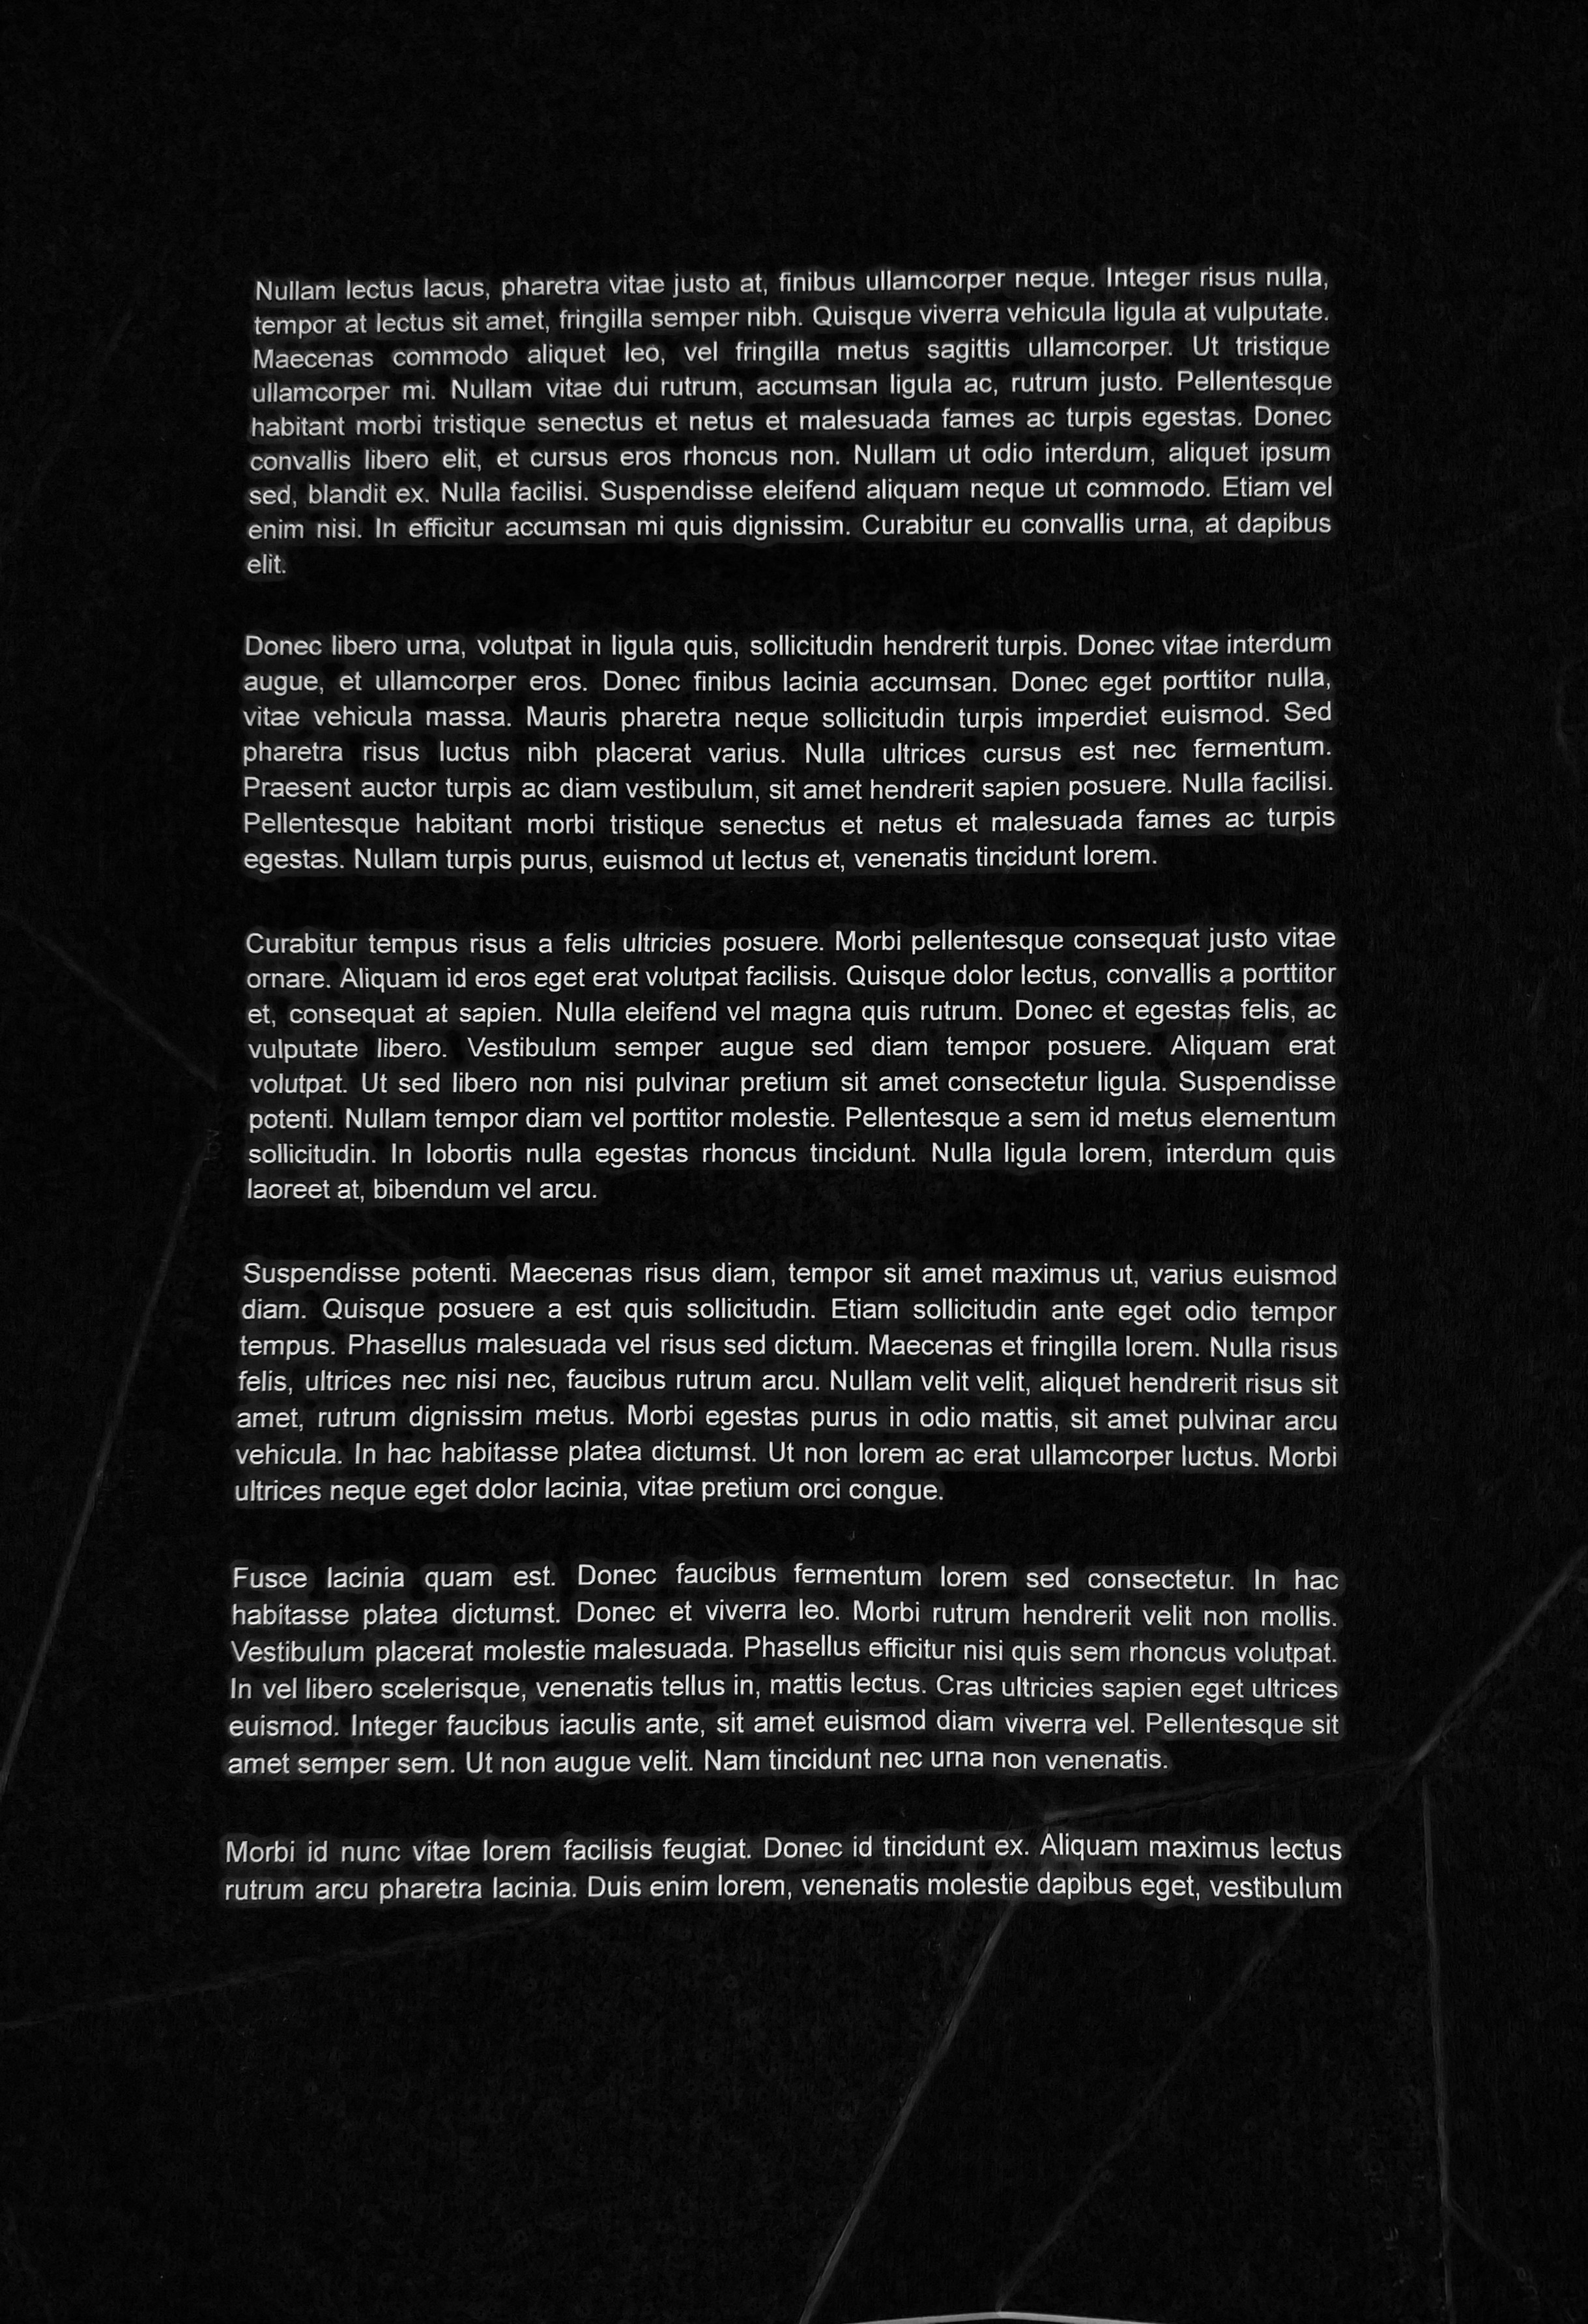 Nullam lectus lacus, pharetra vitae justo at, finibus ullamcorper neque. Integer risus nulla,
tempor at lectus sit amet, fringilla semper nibh. Quisque viverra vehicula ligula at vulputate.
Maecenas commodo aliquet leo, vel fringilla metus sagittis ullamcorper. Ut tristique
ullamcorper mi. Nullam vitae dui rutrum, accumsan ligula ac, rutrum justo. Pellentesque
habitant morbi tristique senectus et netus et malesuada fames ac turpis egestas. Donec
convallis libero elit, et cursus eros rhoncus non. Nullam ut odio interdum, aliquet ipsum
sed, blandit ex. Nulla facilisi. Suspendisse eleifend aliquam neque ut commodo. Etiam vel
enim nisi. In efficitur accumsan mi quis dignissim. Curabitur eu convallis urna, at dapibus
elit.
Donec libero urna, volutpat in ligula quis, sollicitudin hendrerit turpis. Donec vitae interdum
augue, et ullamcorper eros. Donec finibus lacinia accumsan. Donec eget porttitor nulla,
vitae vehicula massa. Mauris pharetra neque sollicitudin turpis imperdiet euismod. Sed
pharetra risus luctus nibh placerat varius. Nulla ultrices cursus est nec fermentum.
Praesent auctor turpis ac diam vestibulum, sit amet hendrerit sapien posuere. Nulla facilisi.
Pellentesque habitant morbi tristique senectus et netus et malesuada fames ac turpis
egestas. Nullam turpis purus, euismod ut lectus et, venenatis tincidunt lorem.
Curabitur tempus risus a felis ultricies posuere. Morbi pellentesque consequat justo vitae
ornare. Aliquam id eros eget erat volutpat facilisis. Quisque dolor lectus, convallis a porttitor
et, consequat at sapien. Nulla eleifend vel magna quis rutrum. Donec et egestas felis, ac
vulputate libero. Vestibulum semper augue sed diam tempor posuere. Aliquam erat
volutpat. Ut sed libero non nisi pulvinar pretium sit amet consectetur ligula. Suspendisse
potenti. Nullam tempor diam vel porttitor molestie. Pellentesque a sem id metus elementum
sollicitudin. In lobortis nulla egestas rhoncus tincidunt. Nulla ligula lorem, interdum quis
laoreet at, bibendum vel arcu.
Suspendisse potenti. Maecenas risus diam, tempor sit amet maximus ut, varius euismod
diam. Quisque posuere a est quis sollicitudin. Etiam sollicitudin ante eget odio tempor
tempus. Phasellus malesuada vel risus sed dictum. Maecenas et fringilla lorem. Nulla risus
felis, ultrices nec nisi nec, faucibus rutrum arcu. Nullam velit velit, aliquet hendrerit risus sit
amet, rutrum dignissim metus. Morbi egestas purus in odio mattis, sit amet pulvinar arcu
vehicula. In hac habitasse platea dictumst. Ut non lorem ac erat ullamcorper luctus. Morbi
ultrices neque eget dolor lacinia, vitae pretium orci congue.
Fusce lacinia quam est. Donec faucibus fermentum lorem sed consectetur. In hac
habitasse platea dictumst. Donec et viverra leo. Morbi rutrum hendrerit velit non mollis.
Vestibulum placerat molestie malesuada. Phasellus efficitur nisi quis sem rhoncus volutpat.
In vel libero scelerisque, venenatis tellus in, mattis lectus. Cras ultricies sapien eget ultrices
euismod. Integer faucibus iaculis ante, sit amet euismod diam viverra vel. Pellentesque sit
amet semper sem. Ut non augue velit. Nam tincidunt nec urna non venenatis.
Morbi id nunc vitae lorem facilisis feugiat. Donec id tincidunt ex. Aliquam maximus lectus
rutrum arcu pharetra lacinia. Duis enim lorem, venenatis molestie dapibus eget, vestibulum